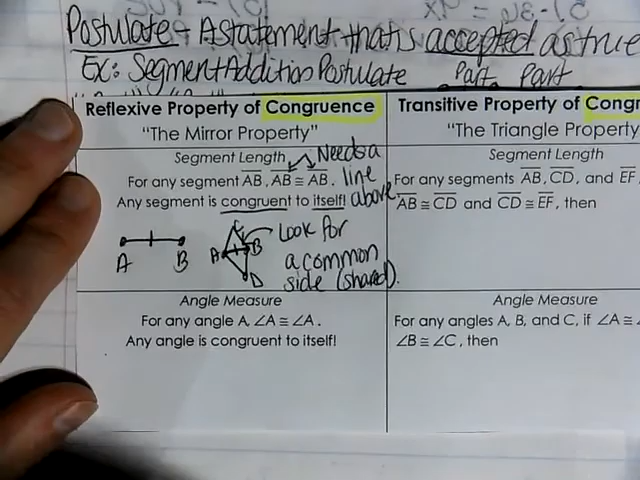 Postulate - A statement that is accepted as true
Ex: Segment Addition Postulate Part Part
Reflexive Property of Congruence
"The Mirror Property"
Segment Length
Needs a line above
For any segment AB, AB ≅ AB.
Any segment is congruent to itself!
A B
C
A B
D
Look for
a common
side (shared).
Angle Measure
For any angle A, ∠A ≅ ∠A.
Any angle is congruent to itself!
Transitive Property of Congr
"The Triangle Property
Segment Length
For any segments AB, CD, and EF
AB ≅ CD and CD ≅ EF, then
Angle Measure
For any angles A, B, and C, if ∠A ≅ ∠
∠B ≅ ∠C, then